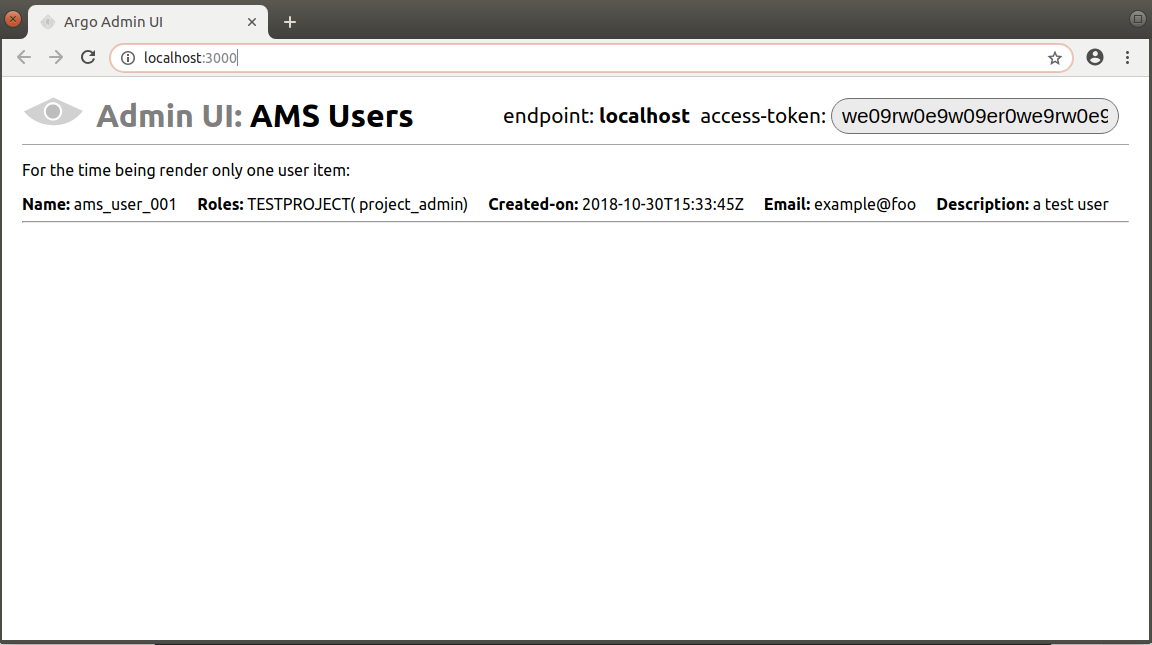 Argo Admin UI
localhost:3000
Admin UI: AMS Users endpoint: localhost access-token: we09rw0e9w09er0we9rw0e9
For the time being render only one user item:
Name: ams_user_001 Roles: TESTPROJECT( project_admin) Created-on: 2018-10-30T15:33:45Z Email: example@foo Description: a test user